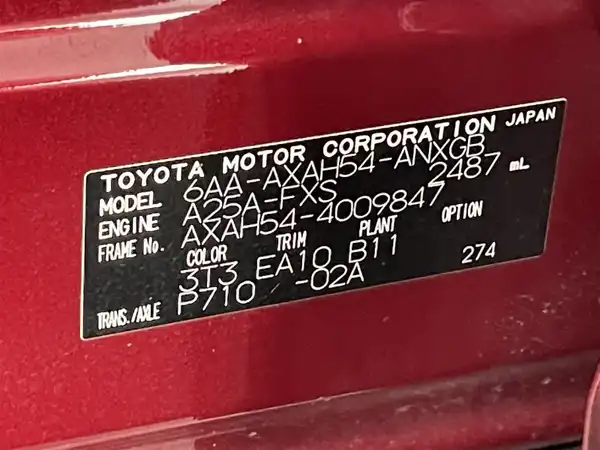 TOYOTA MOTOR CORPORATION JAPAN
MODEL 6AA-AXAH54-ANXGB
ENGINE A25A-FXS 2487 mL
FRAME No. AXAH54-4009847
COLOR TRIM PLANT OPTION
3T3 EA10 B11 274
TRANS./AXLE P710 -02A